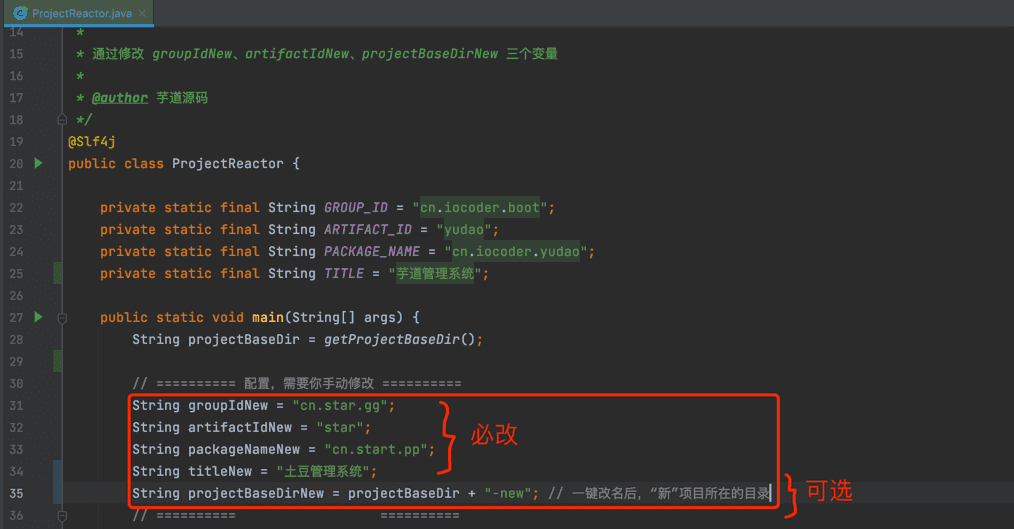 ProjectReactor.java
14 *
15 * 通过修改 groupIdNew、artifactIdNew、projectBaseDirNew 三个变量
16 *
17 * @author 芋道源码
18 */
19 @Slf4j
20 public class ProjectReactor {
21
22 private static final String GROUP_ID = "cn.iocoder.boot";
23 private static final String ARTIFACT_ID = "yudao";
24 private static final String PACKAGE_NAME = "cn.iocoder.yudao";
25 private static final String TITLE = "芋道管理系统";
26
27 public static void main(String[] args) {
28 String projectBaseDir = getProjectBaseDir();
29
30 // ========== 配置，需要你手动修改 ==========
31 String groupIdNew = "cn.star.gg";
32 String artifactIdNew = "star";
33 String packageNameNew = "cn.start.pp";
34 String titleNew = "土豆管理系统";
必改
35 String projectBaseDirNew = projectBaseDir + "-new"; // 一键改名后，“新”项目所在的目录
可选
36 // ========== ==========